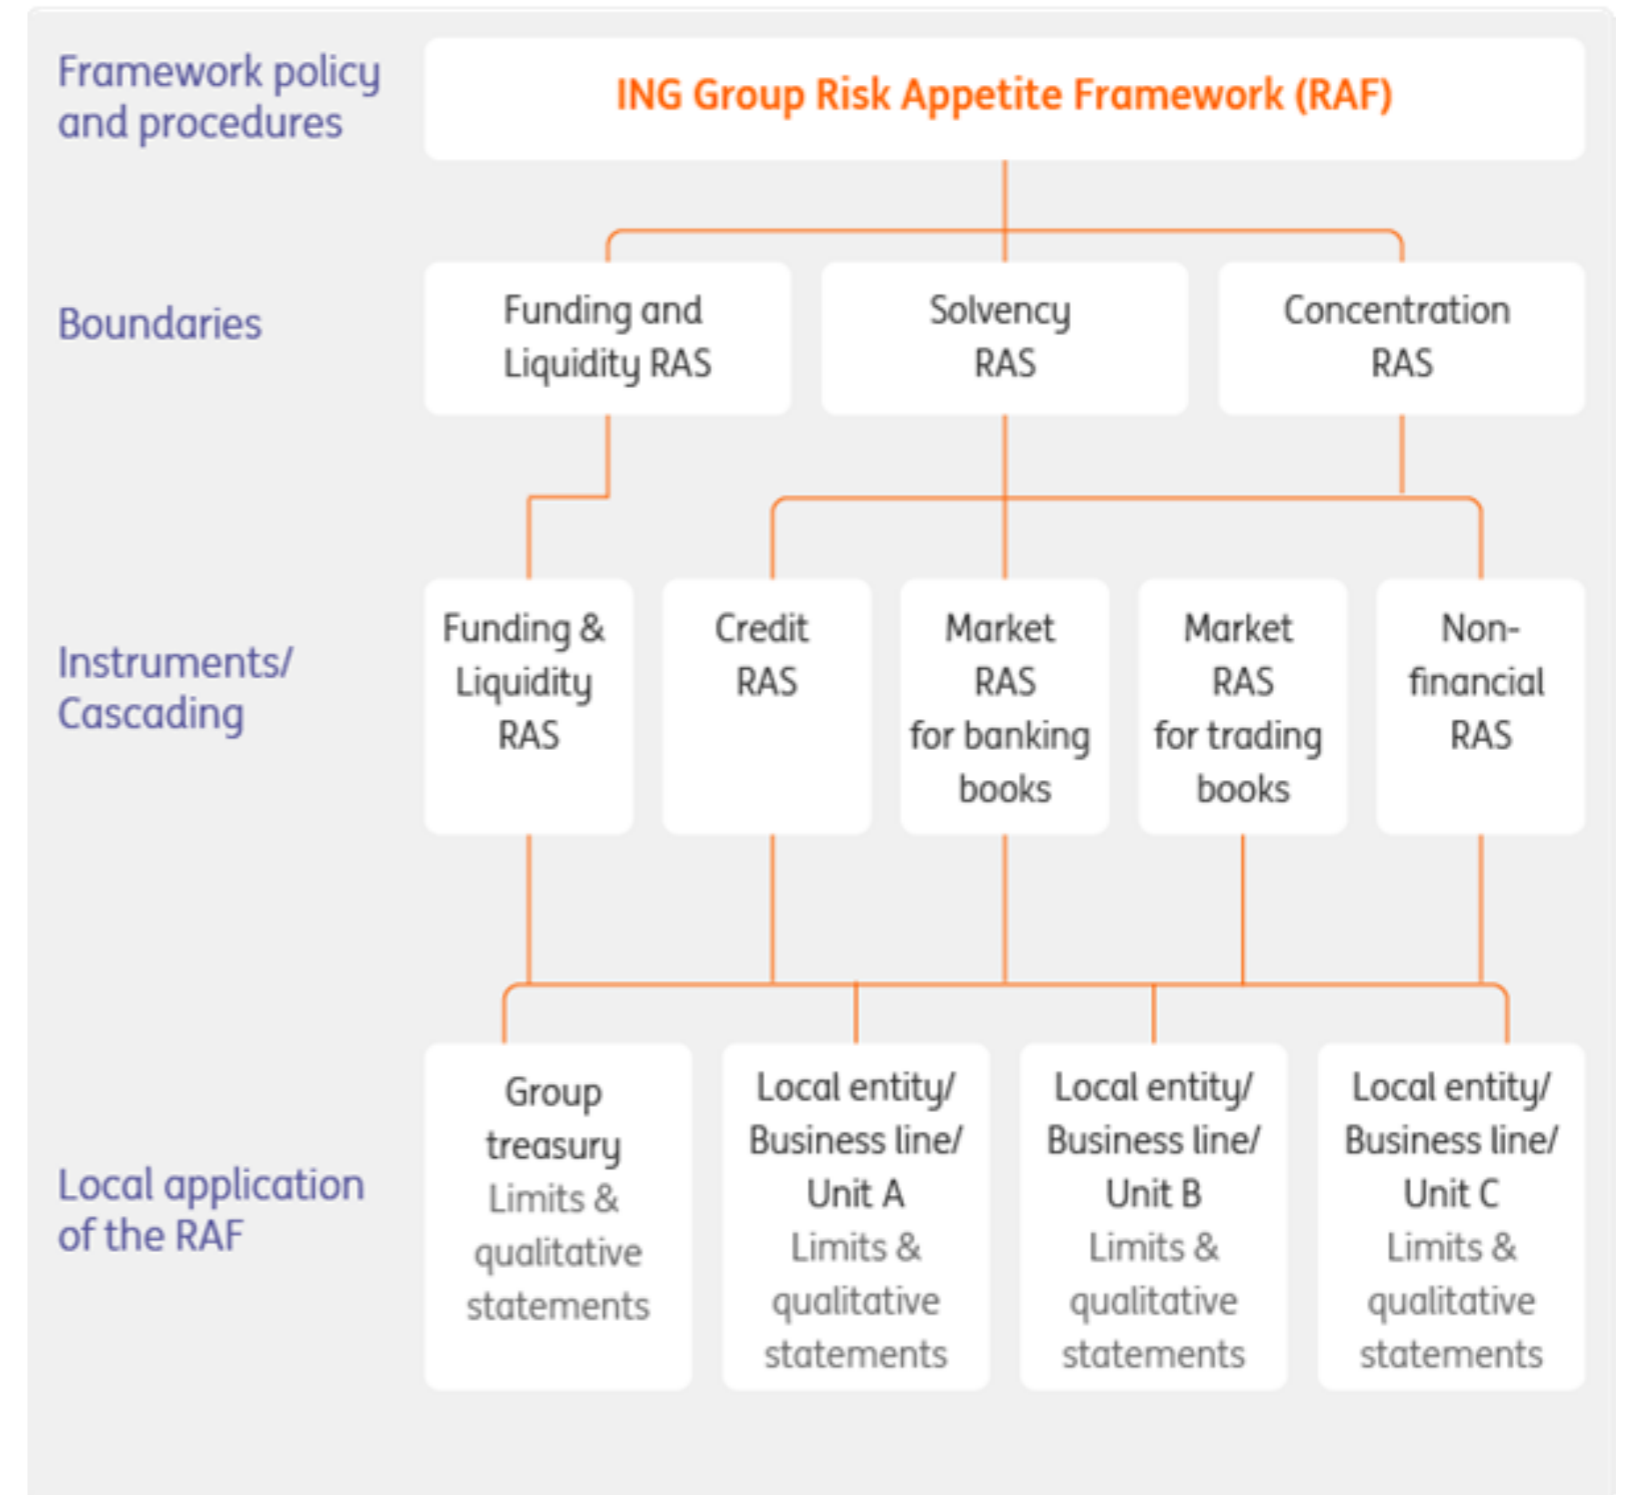 Framework policy
and procedures
ING Group Risk Appetite Framework (RAF)
Boundaries
Funding and
Liquidity RAS
Solvency
RAS
Concentration
RAS
Instruments/
Cascading
Funding &
Liquidity
RAS
Credit
RAS
Market
RAS
for banking
books
Market
RAS
for trading
books
Non-
financial
RAS
Local application
of the RAF
Group
treasury
Limits &
qualitative
statements
Local entity/
Business line/
Unit A
Limits &
qualitative
statements
Local entity/
Business line/
Unit B
Limits &
qualitative
statements
Local entity/
Business line/
Unit C
Limits &
qualitative
statements